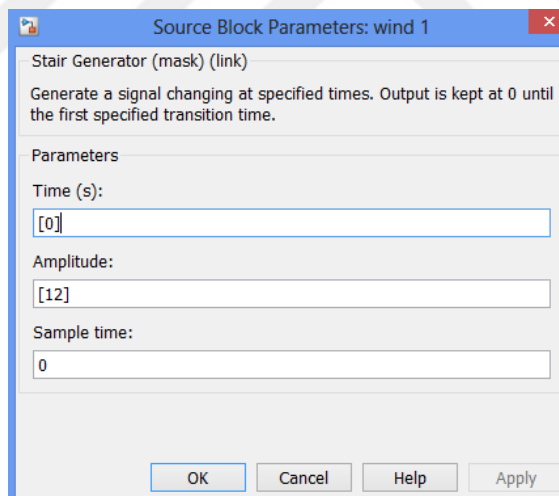 Source Block Parameters: wind 1
Stair Generator (mask) (link)
Generate a signal changing at specified times. Output is kept at 0 until
the first specified transition time.
Parameters
Time (s):
[0]
Amplitude:
[12]
Sample time:
0
OK Cancel Help Apply